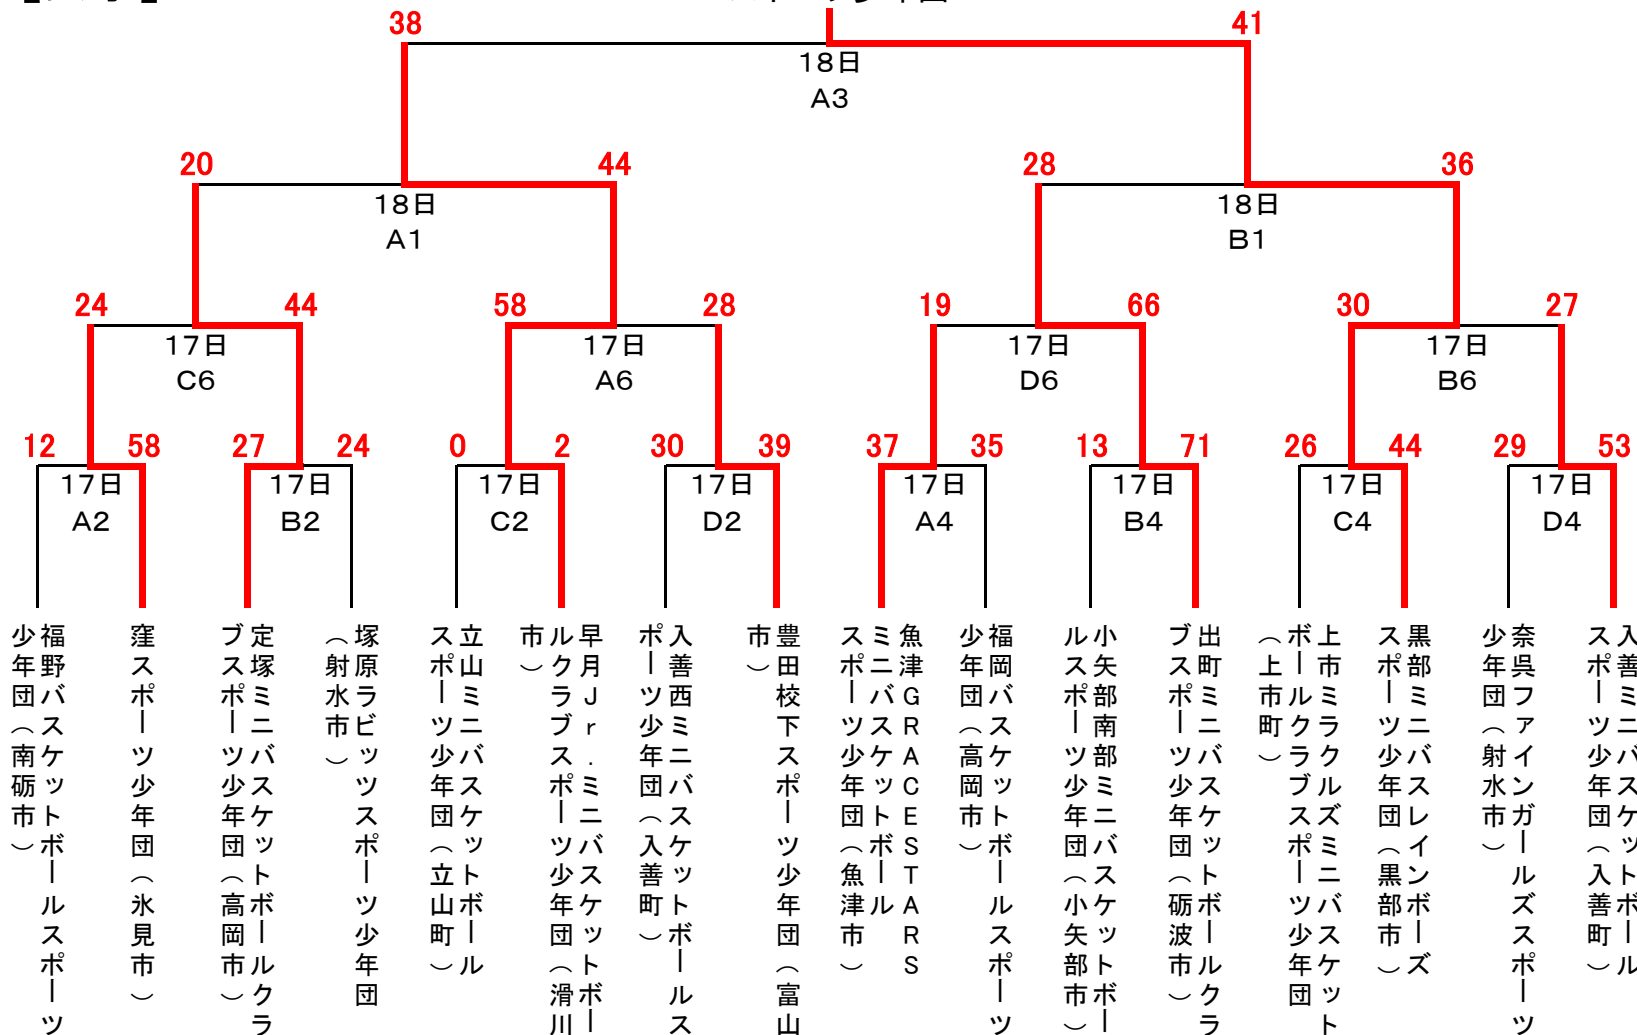 38
41
18日
A3
20
44
28
36
18日
A1
18日
B1
24
44
58
28
19
66
30
27
17日
C6
17日
A6
17日
D6
17日
B6
12
58
27
24
0
2
30
39
37
35
13
71
26
44
29
53
17日
A2
17日
B2
17日
C2
17日
D2
17日
A4
17日
B4
17日
C4
17日
D4
福野バスケットボールスポーツ
少年団（南砺市）
窪スポーツ少年団（氷見市）
定塚ミニバスケットボールクラ
ブスポーツ少年団（高岡市）
塚原ラビッツスポーツ少年団
（射水市）
立山ミニバスケットボール
スポーツ少年団（立山町）
早月Jr.ミニバスケットボー
ルクラブスポーツ少年団（滑川
市）
入善西ミニバスケットボールス
ポーツ少年団（入善町）
豊田校下スポーツ少年団（富山
市）
魚津GRACESTARS
ミニバスケットボール
スポーツ少年団（魚津市）
福岡バスケットボールスポーツ
少年団（高岡市）
小矢部南部ミニバスケットボー
ルスポーツ少年団（小矢部市）
出町ミニバスケットボールクラ
ブスポーツ少年団（砺波市）
上市ミラクルズミニバスケット
ボールクラブスポーツ少年団
（上市町）
黒部ミニバスレインボーズ
スポーツ少年団（黒部市）
奈呉ファインガールズスポーツ
少年団（射水市）
入善ミニバスケットボール
スポーツ少年団（入善町）